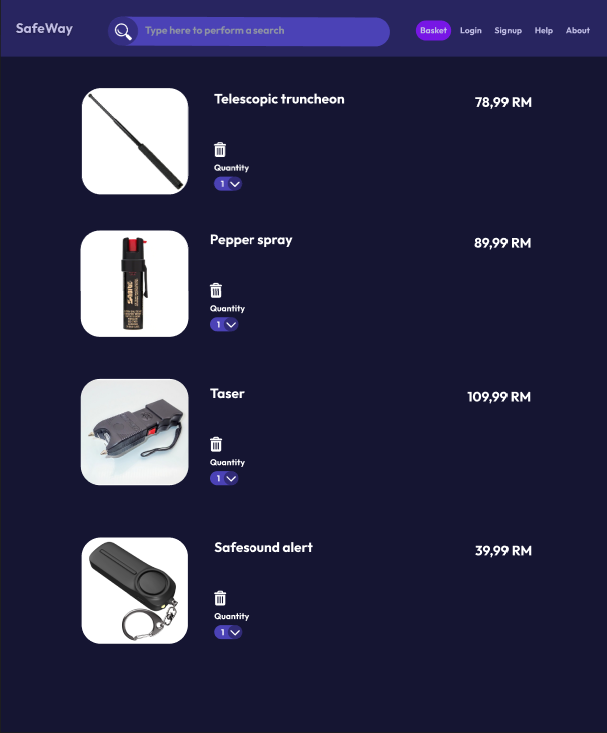 SafeWay
Type here to perform a search
Basket Login Signup Help About
Telescopic truncheon
78,99 RM
Quantity
1
Pepper spray
89,99 RM
SABRE
Quantity
1
Taser
109,99 RM
Quantity
1
Safesound alert
39,99 RM
Quantity
1